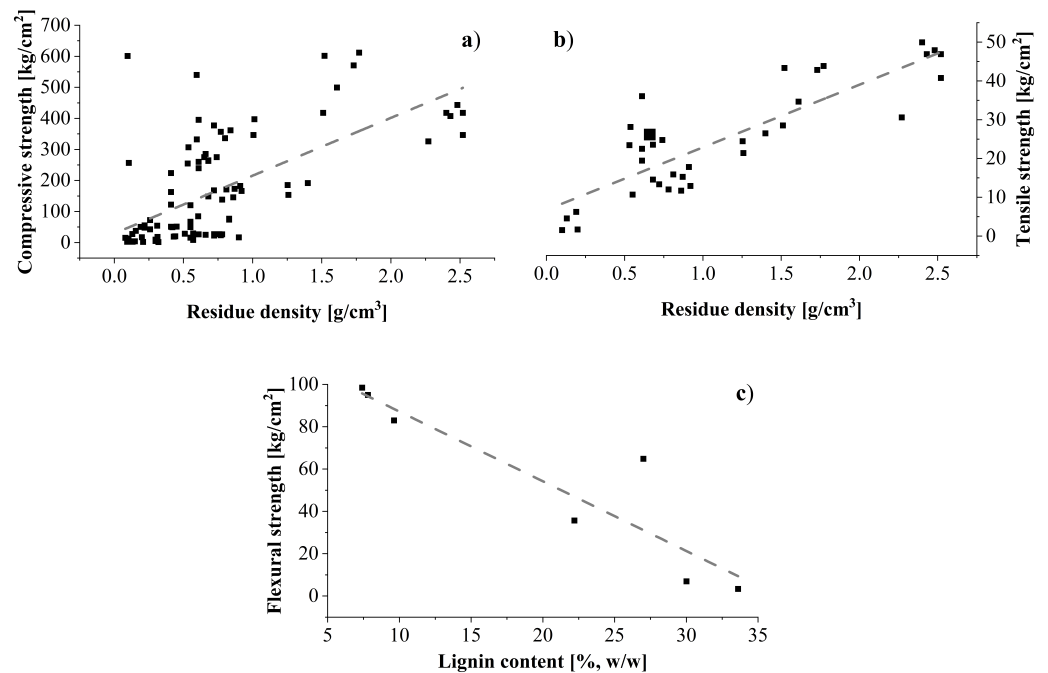 a)
Compressive strength [kg/cm²]
700
600
500
400
300
200
100
0
0.0 0.5 1.0 1.5 2.0 2.5
Residue density [g/cm³]
b)
Tensile strength [kg/cm²]
50
40
30
20
10
0
0.0 0.5 1.0 1.5 2.0 2.5
Residue density [g/cm³]
c)
Flexural strength [kg/cm²]
100
80
60
40
20
0
5 10 15 20 25 30 35
Lignin content [%, w/w]